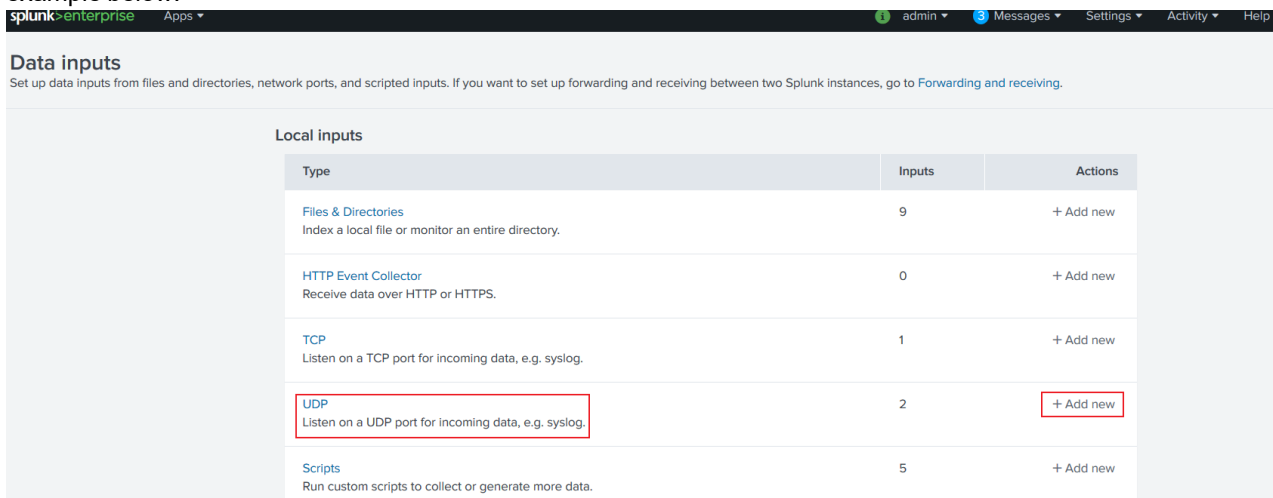 example below:
splunk>enterprise Apps ▾ i admin ▾ 3 Messages ▾ Settings ▾ Activity ▾ Help
Data inputs
Set up data inputs from files and directories, network ports, and scripted inputs. If you want to set up forwarding and receiving between two Splunk instances, go to Forwarding and receiving.
Local inputs
Type Inputs Actions
Files & Directories 9 + Add new
Index a local file or monitor an entire directory.
HTTP Event Collector 0 + Add new
Receive data over HTTP or HTTPS.
TCP 1 + Add new
Listen on a TCP port for incoming data, e.g. syslog.
UDP 2 + Add new
Listen on a UDP port for incoming data, e.g. syslog.
Scripts 5 + Add new
Run custom scripts to collect or generate more data.